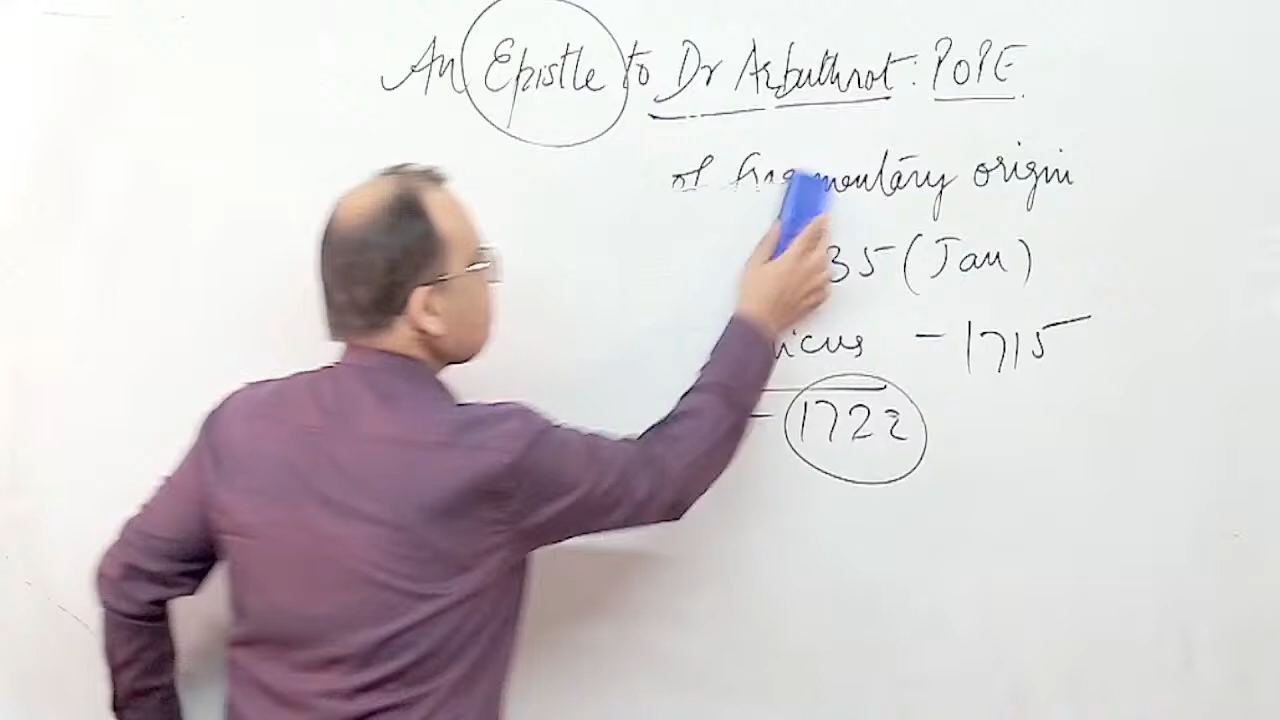 An Epistle to Dr Arbuthnot: POPE
of fragmentary origin
35 (Jan)
icus - 1715
- 1722